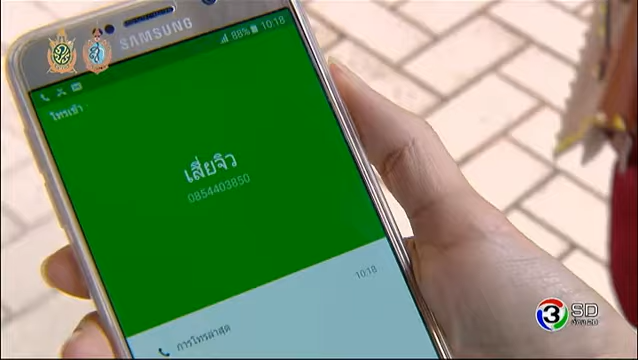 SAMSUNG
88% 10:18
โทรเข้า
เสี่ยจิว
0854403850
10:18
การโทรล่าสุด
3 SD